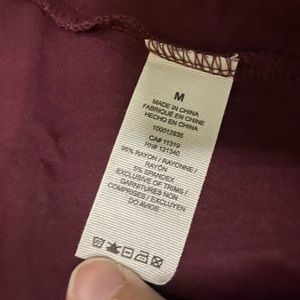 M
MADE IN CHINA
FABRIQUÉ EN CHINE
HECHO EN CHINA
100012835
CA# 11319
RN# 121340
95% RAYON / RAYONNE /
RAYÓN
5% SPANDEX
EXCLUSIVE OF TRIMS /
GARNITURES NON
COMPRISES / EXCLUYEN
DO AVIOS